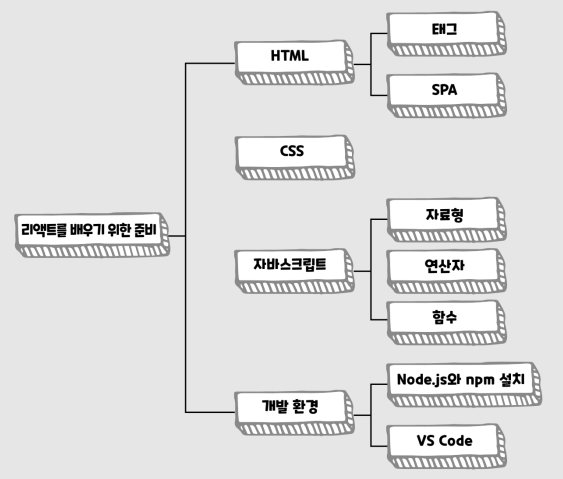 리액트를 배우기 위한 준비
HTML
태그
SPA
CSS
자바스크립트
자료형
연산자
함수
개발 환경
Node.js와 npm 설치
VS Code